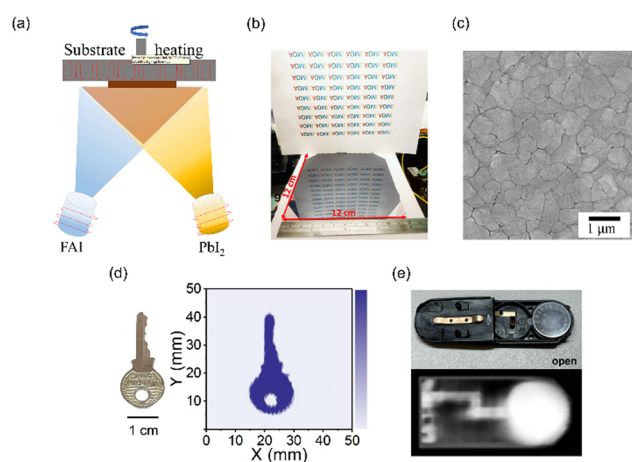 (a)
Substrate heating
FAI
PbI₂
(b)
12 cm
12 cm
(c)
1 μm
(d)
1 cm
50
40
30
20
10
Y (mm)
0 10 20 30 40 50
X (mm)
(e)
open